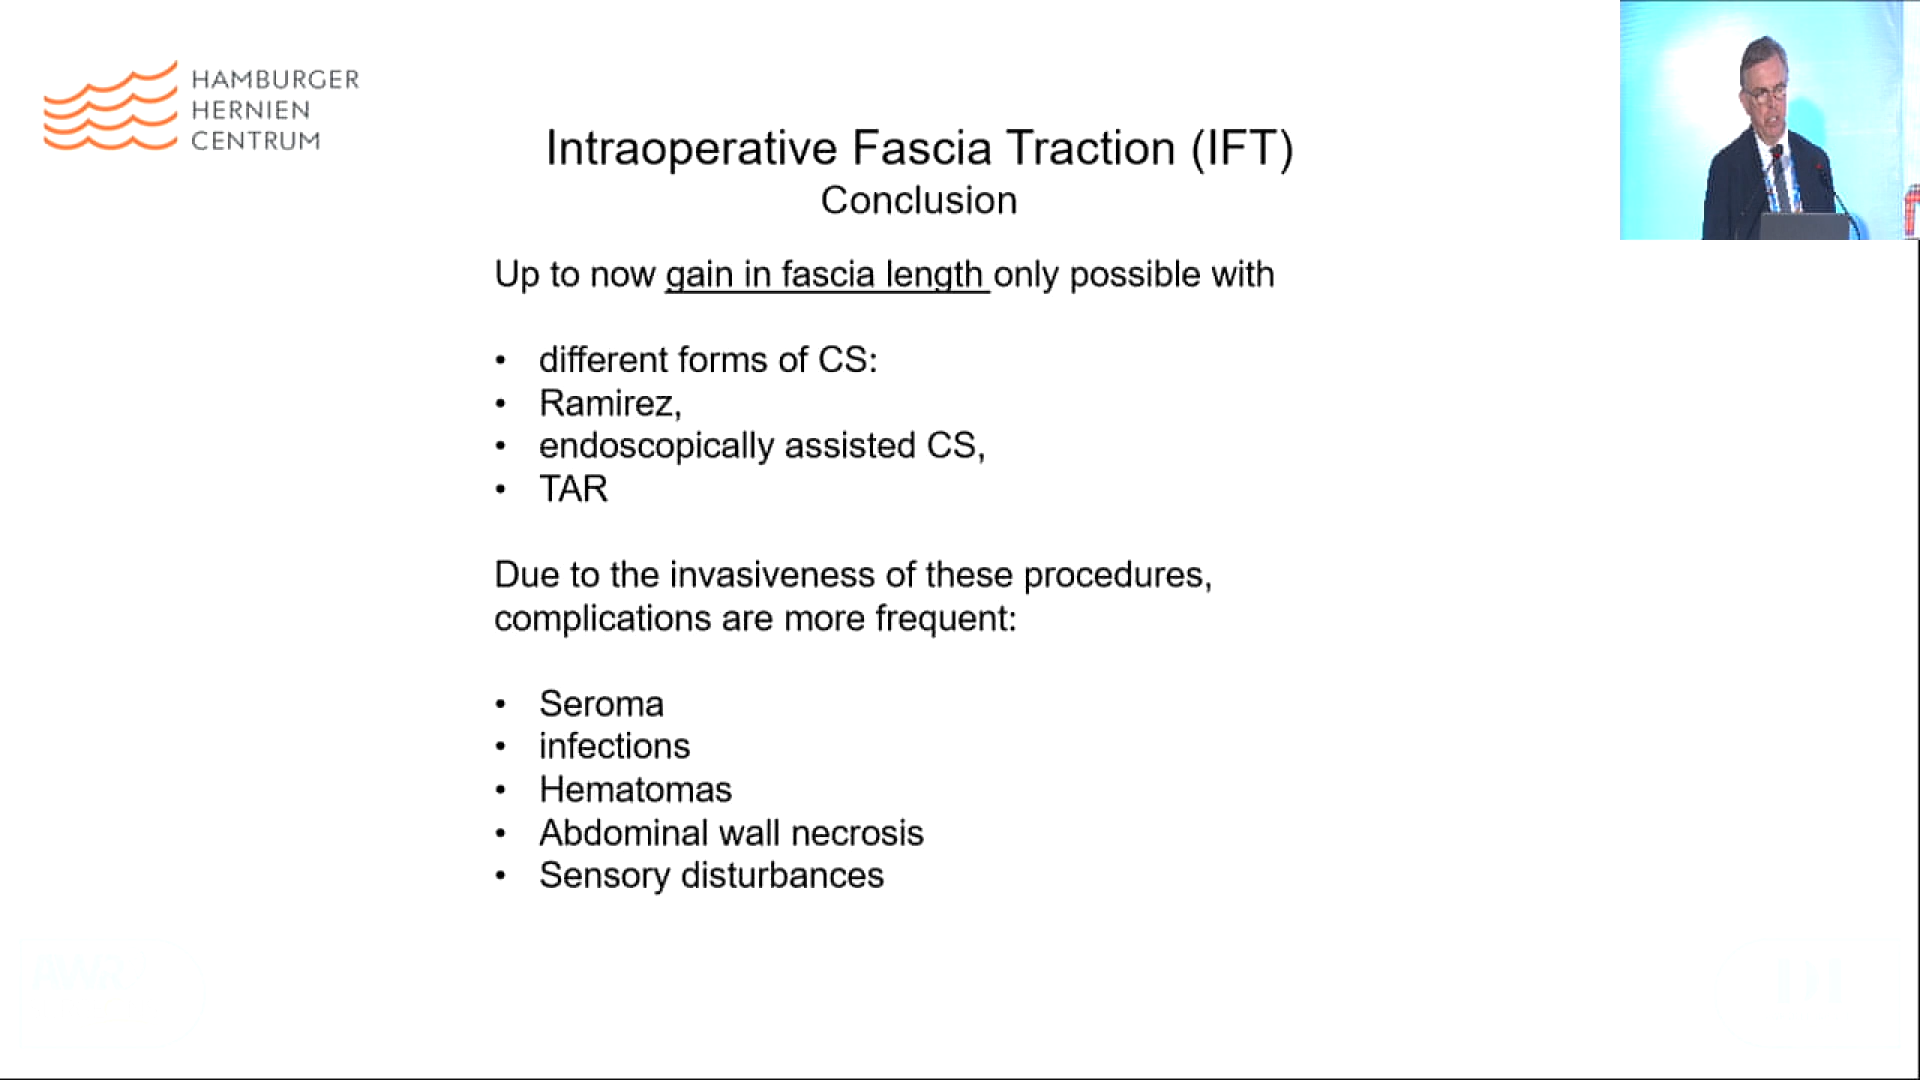 HAMBURGER
HERNIEN
CENTRUM
Intraoperative Fascia Traction (IFT)
Conclusion
Up to now gain in fascia length only possible with
• different forms of CS:
• Ramirez,
• endoscopically assisted CS,
• TAR
Due to the invasiveness of these procedures,
complications are more frequent:
• Seroma
• infections
• Hematomas
• Abdominal wall necrosis
• Sensory disturbances